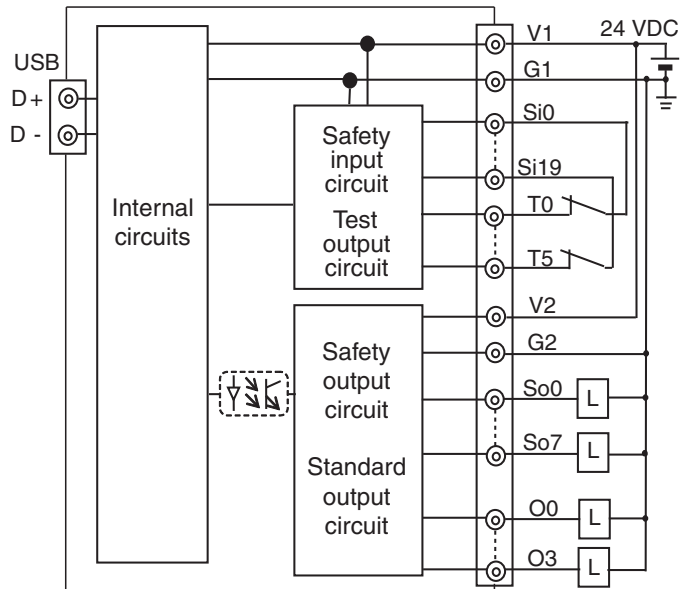 USB
D+
D -
Internal
circuits
Safety
input
circuit
Test
output
circuit
Safety
output
circuit
Standard
output
circuit
V1
24 VDC
G1
Si0
Si19
T0
T5
V2
G2
So0
L
So7
L
O0
L
O3
L